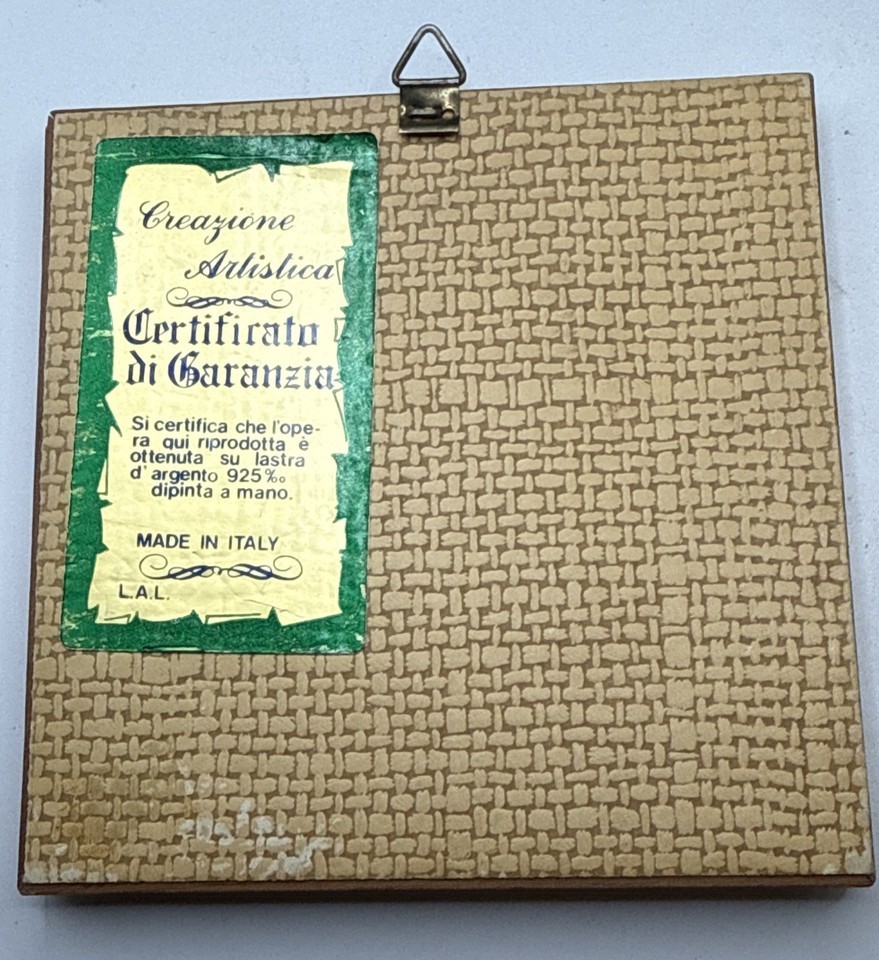 Creazione
Artistica
Certificato
di Garanzia
Si certifica che l'ope-
ra qui riprodotta è
ottenuta su lastra
d'argento 925‰
dipinta a mano.
MADE IN ITALY
L.A.L.